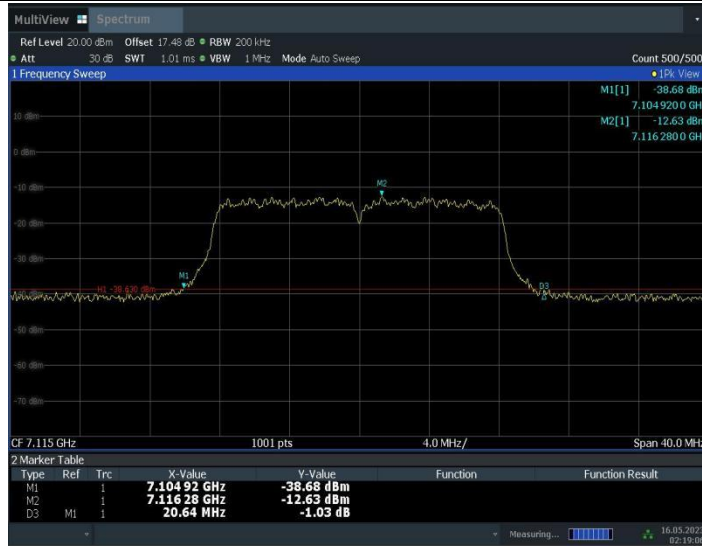 MultiView Spectrum
Ref Level 20.00 dBm Offset 17.48 dB RBW 200 kHz
Att 30 dB SWT 1.01 ms VBW 1 MHz Mode Auto Sweep Count 500/500
1 Frequency Sweep 1Pk View
M1[1] -38.68 dBm
7.104 920 0 GH
M2[1] -12.63 dBm
7.116 280 0 GH
10 dBm
0 dBm
-10 dBm
M2
-20 dBm
-30 dBm
M1
H1 -38.630 dBm
D3
-50 dBm
-60 dBm
-70 dBm
CF 7.115 GHz 1001 pts 4.0 MHz/ Span 40.0 MHz
2 Marker Table
Type Ref Trc X-Value Y-Value Function Function Result
M1 1 7.104 92 GHz -38.68 dBm
M2 1 7.116 28 GHz -12.63 dBm
D3 M1 1 20.64 MHz -1.03 dB
Measuring... 16.05.202
02:19:0